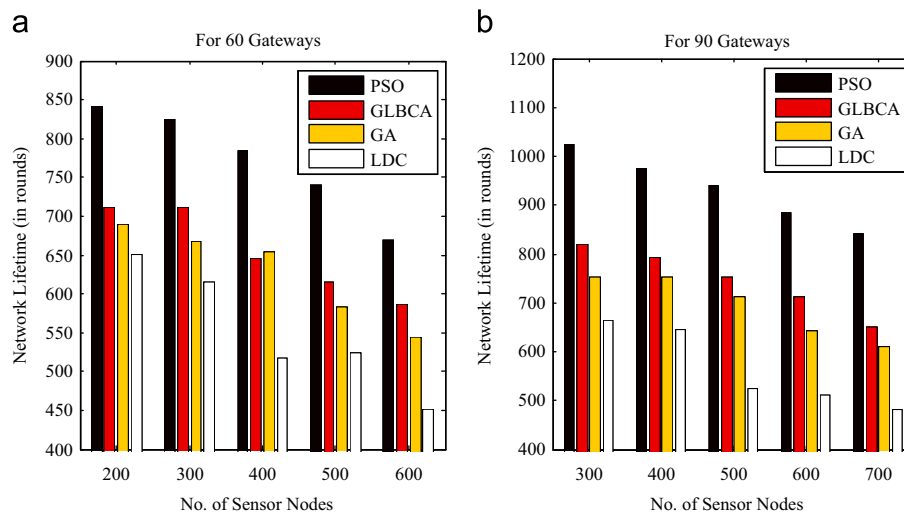 a
For 60 Gateways
900
850
800
750
700
650
600
550
500
450
400
Network Lifetime (in rounds)
PSO
GLBCA
GA
LDC
200
300
400
500
600
No. of Sensor Nodes
b
For 90 Gateways
1200
1100
1000
900
800
700
600
500
400
Network Lifetime (in rounds)
PSO
GLBCA
GA
LDC
300
400
500
600
700
No. of Sensor Nodes